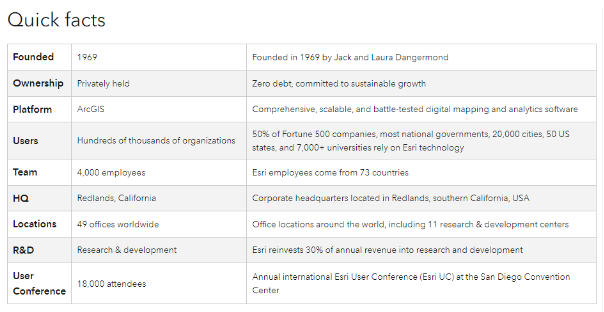 Quick facts
Founded 1969 Founded in 1969 by Jack and Laura Dangermond
Ownership Privately held Zero debt, committed to sustainable growth
Platform ArcGIS Comprehensive, scalable, and battle-tested digital mapping and analytics software
Users Hundreds of thousands of organizations 50% of Fortune 500 companies, most national governments, 20,000 cities, 50 US
states, and 7,000+ universities rely on Esri technology
Team 4,000 employees Esri employees come from 73 countries
HQ Redlands, California Corporate headquarters located in Redlands, southern California, USA
Locations 49 offices worldwide Office locations around the world, including 11 research & development centers
R&D Research & development Esri reinvests 30% of annual revenue into research and development
User
Conference 18,000 attendees Annual international Esri User Conference (Esri UC) at the San Diego Convention
Center